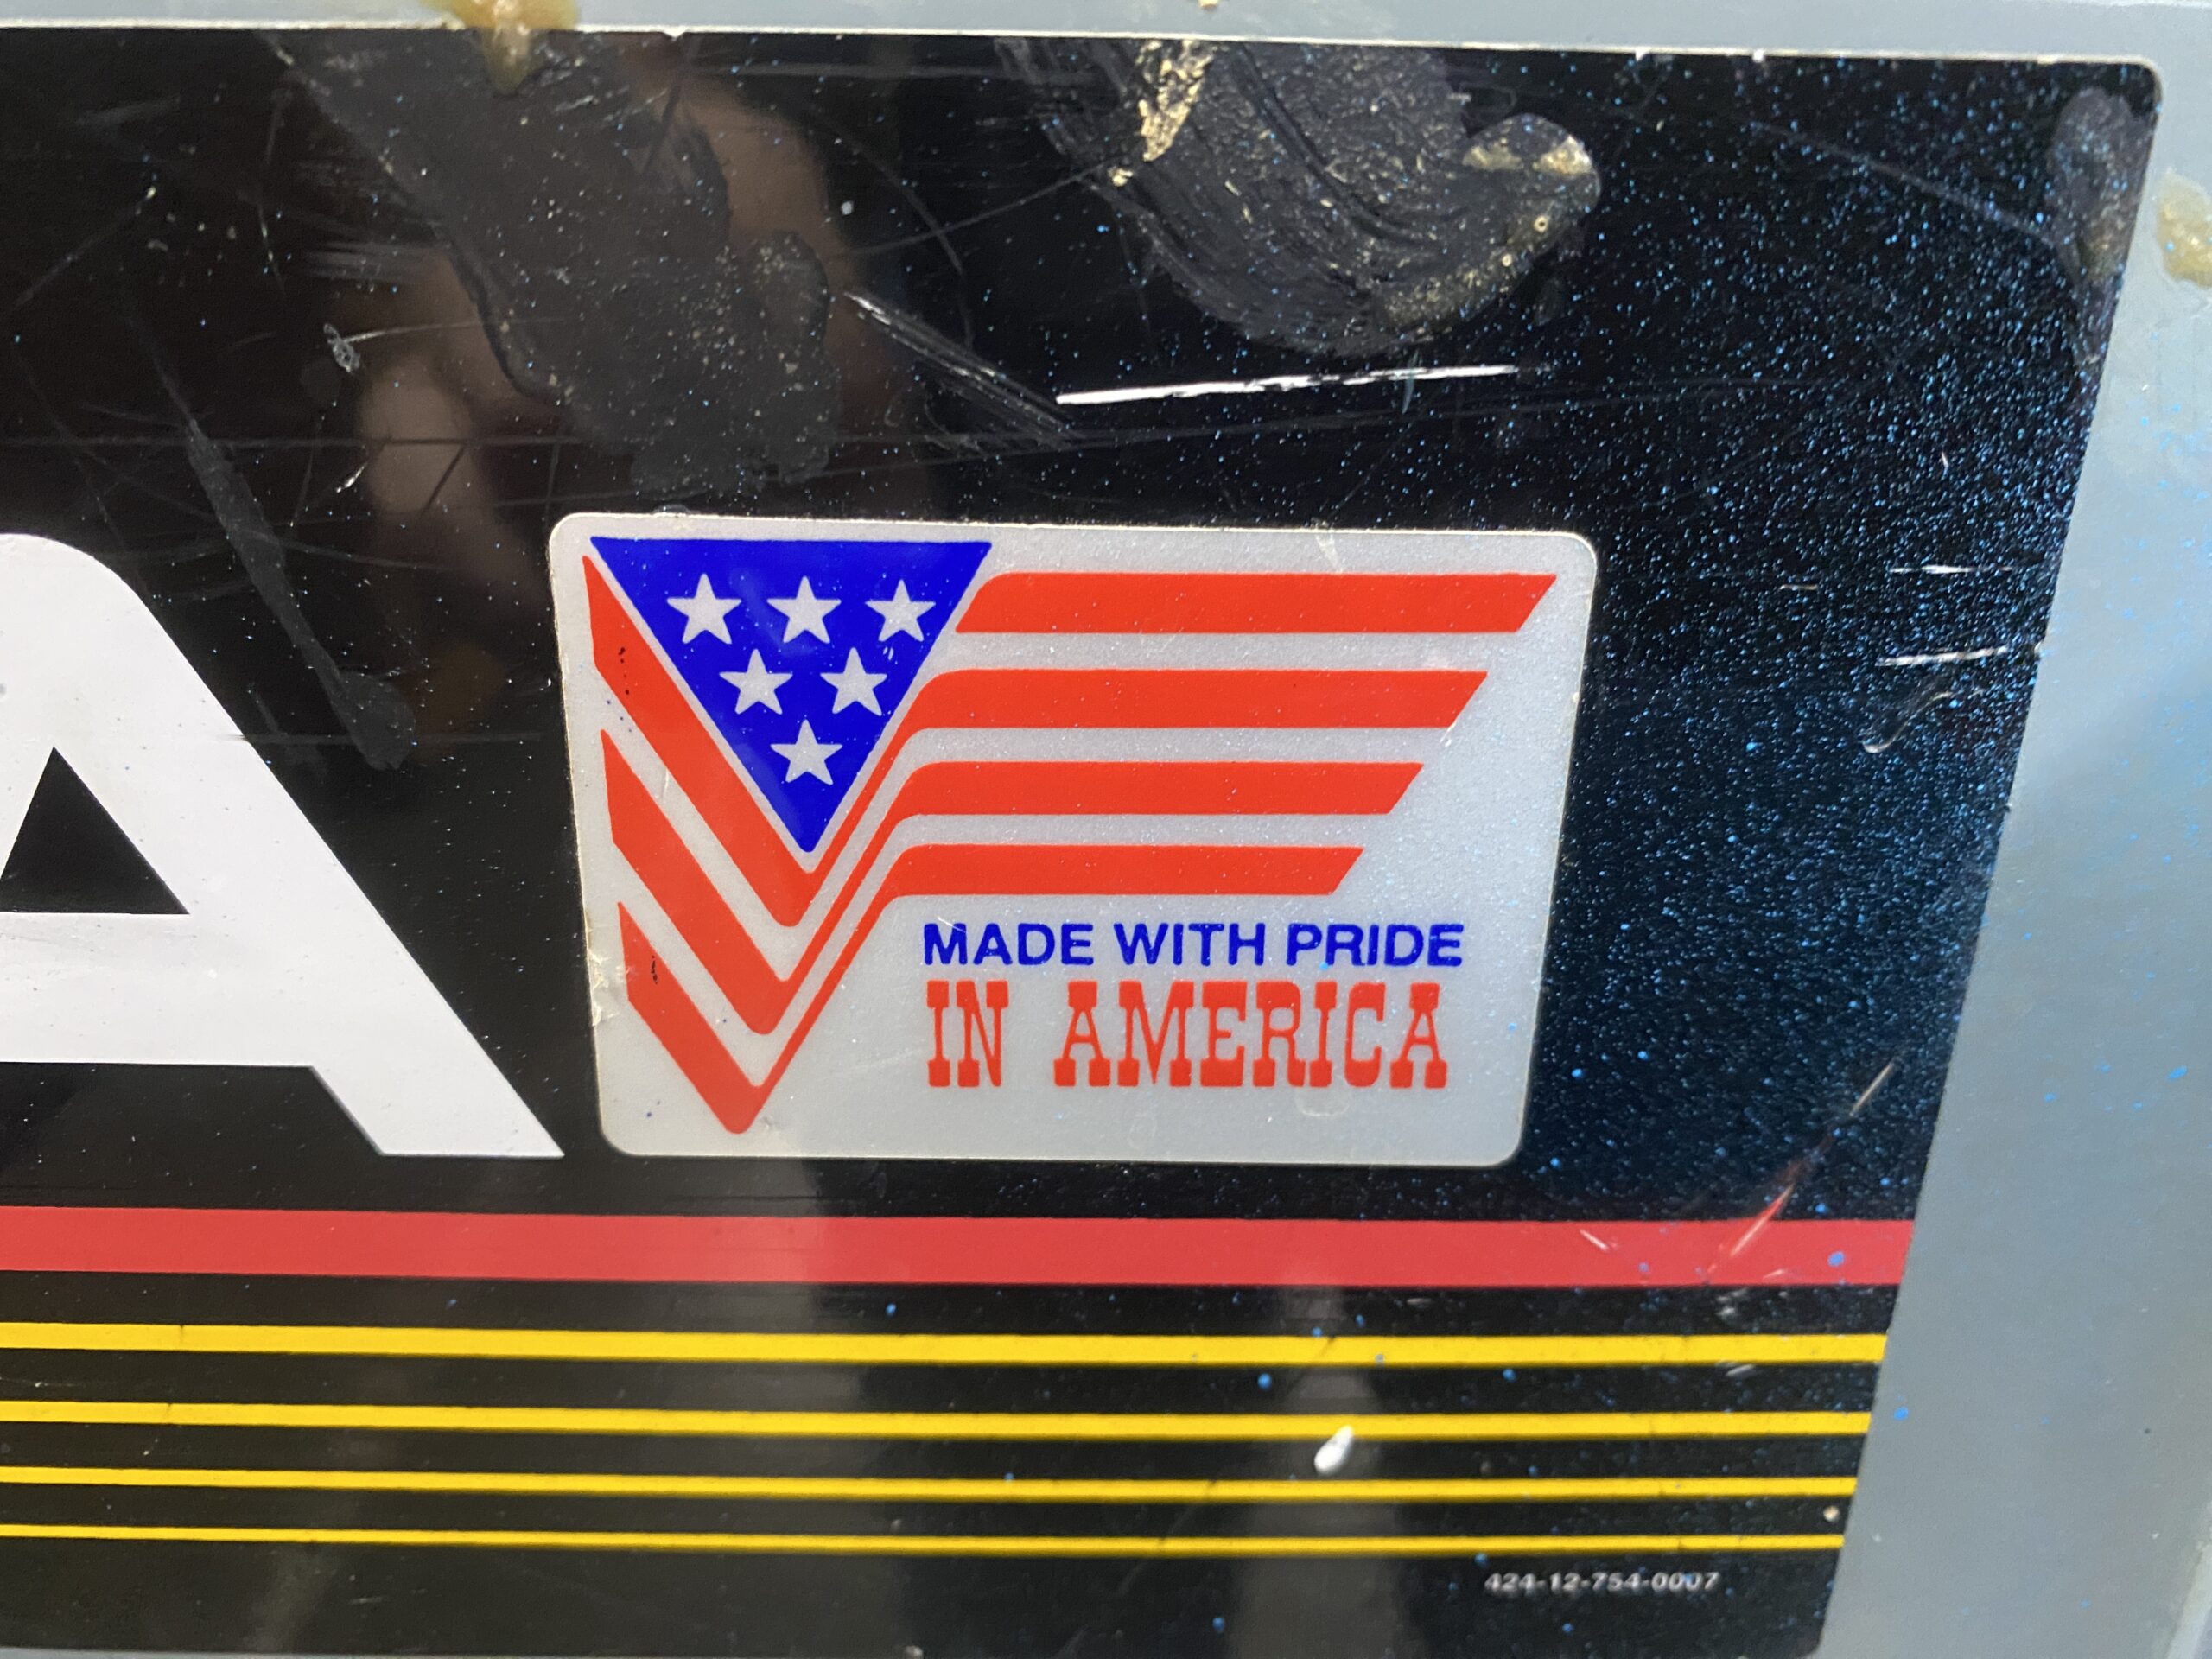 A
MADE WITH PRIDE
IN AMERICA
424-12-754-0007